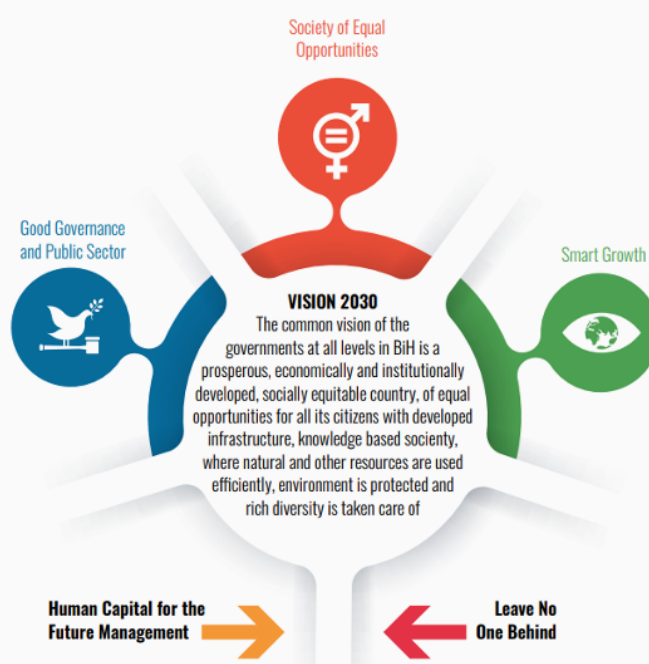 Society of Equal
Opportunities
Good Governance
and Public Sector
Smart Growth
VISION 2030
The common vision of the
governments at all levels in BiH is a
prosperous, economically and institutionally
developed, socially equitable country, of equal
opportunities for all its citizens with developed
infrastructure, knowledge based socienty,
where natural and other resources are used
efficiently, environment is protected and
rich diversity is taken care of
Human Capital for the
Future Management
Leave No
One Behind